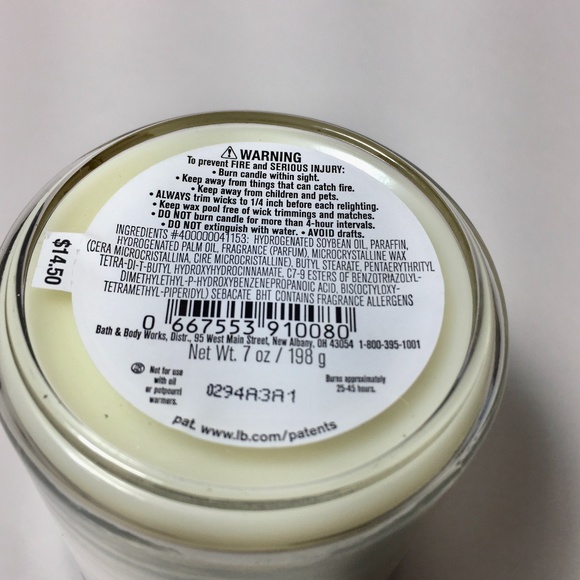 ⚠ WARNING
To prevent FIRE and SERIOUS INJURY:
• Burn candle within sight.
• Keep away from things that can catch fire.
• Keep away from children and pets.
• ALWAYS trim wicks to 1/4 inch before each relighting.
• Keep wax pool free of wick trimmings and matches.
• DO NOT burn candle for more than 4-hour intervals.
• DO NOT extinguish with water. • AVOID drafts.
INGREDIENTS #400000041153: HYDROGENATED SOYBEAN OIL, PARAFFIN,
HYDROGENATED PALM OIL, FRAGRANCE (PARFUM), MICROCRYSTALLINE WAX
(CERA MICROCRISTALLINA, CIRE MICROCRISTALLINE), BUTYL STEARATE, PENTAERYTHRITYL
TETRA-DI-T-BUTYL HYDROXYHYDROCINNAMATE, C7-9 ESTERS OF BENZOTRIAZOLYL-
DIMETHYLETHYL-P-HYDROXYBENZENEPROPANOIC ACID, BIS(OCTYLOXY-
TETRAMETHYL-PIPERIDYL) SEBACATE BHT CONTAINS FRAGRANCE ALLERGENS
$14.50
0 667553 910080
Bath & Body Works, Distr., 95 West Main Street, New Albany, OH 43054 1-800-395-1001
Net Wt. 7 oz / 198 g
Not for use
with oil
or potpourri
warmers.
0294A3A1
Burns approximately
25-45 hours.
pat. www.lb.com/patents